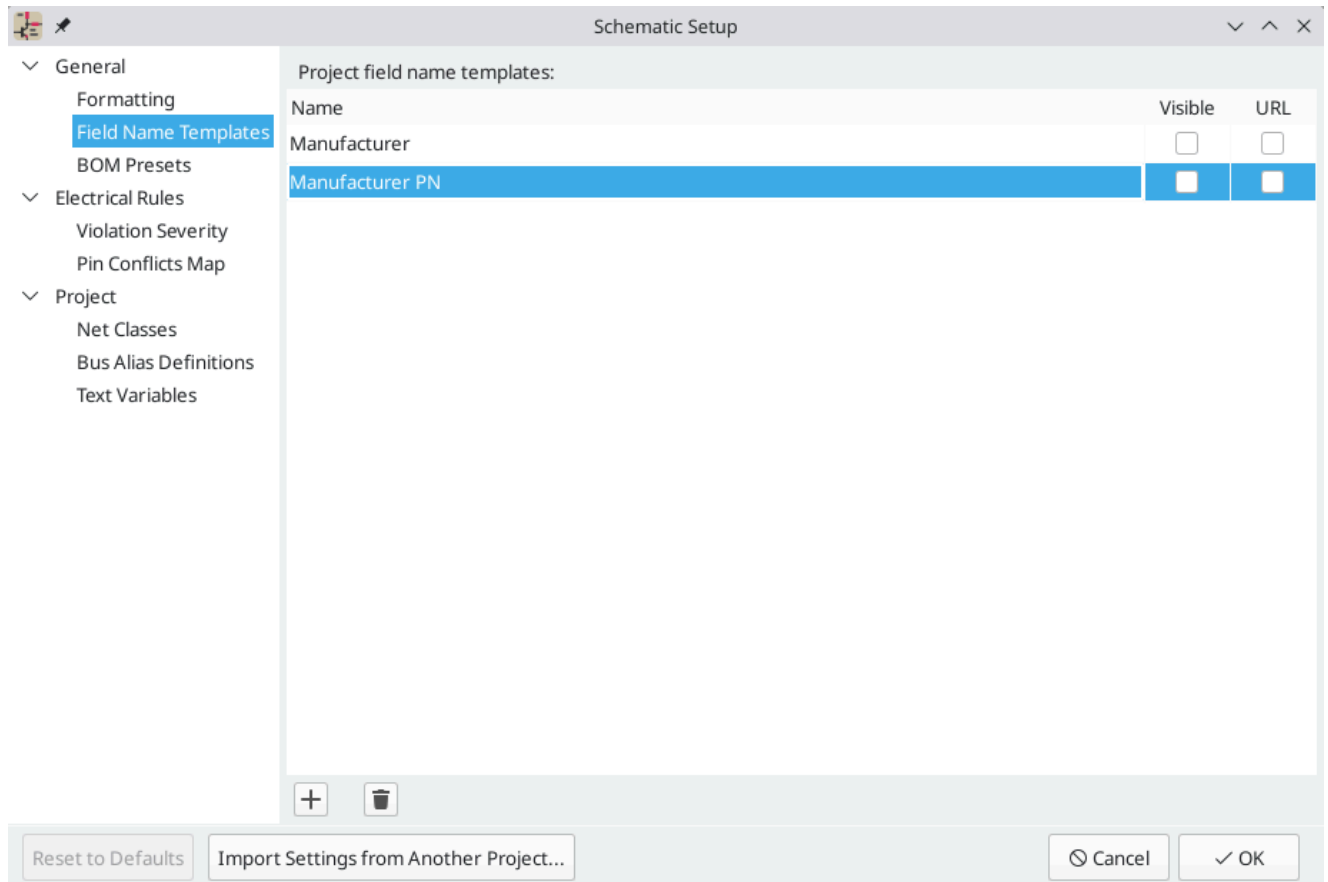 Schematic Setup
General
Formatting
Field Name Templates
BOM Presets
Electrical Rules
Violation Severity
Pin Conflicts Map
Project
Net Classes
Bus Alias Definitions
Text Variables
Project field name templates:
Name Visible URL
Manufacturer
Manufacturer PN
Reset to Defaults Import Settings from Another Project... Cancel OK